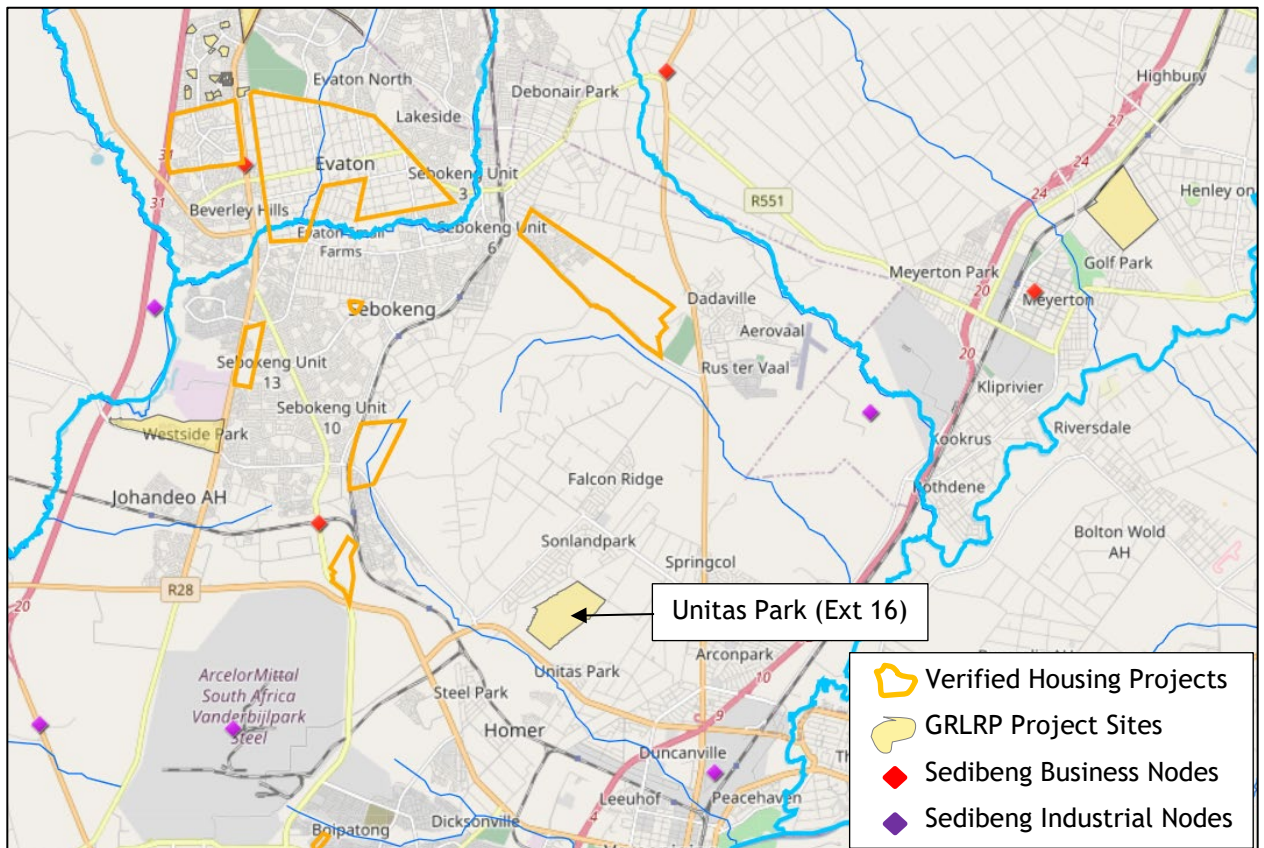 Highbury
Evaton North
Debonair Park
27
Lakeside
31
24
Evaton
Sebokeng Unit
3
24
Henley on
31
R551
Beverley Hills
Sebokeng Unit
6
Evaton Small
Farms
Golf Park
Meyerton Park
20
Dadaville
Meyerton
Sebokeng
Aerovaal
20
Sebokeng Unit
13
Rus ter Vaal
Kliprivier
Sebokeng Unit
10
Riversdale
Westside Park
Kookrus
Falcon Ridge
Rothdene
Johandeo AH
Bolton Wold
AH
Sonlandpark
Springcol
R28
20
Unitas Park (Ext 16)
Arconpark
Unitas Park
ArcelorMittal
South Africa
Vanderbijlpark
Steel
10
Steel Park
9
Homer
Duncanville
Leeuhof
Peacehaven
4
Dicksonville
Boipatong
Verified Housing Projects
GRLRP Project Sites
Sedibeng Business Nodes
Sedibeng Industrial Nodes